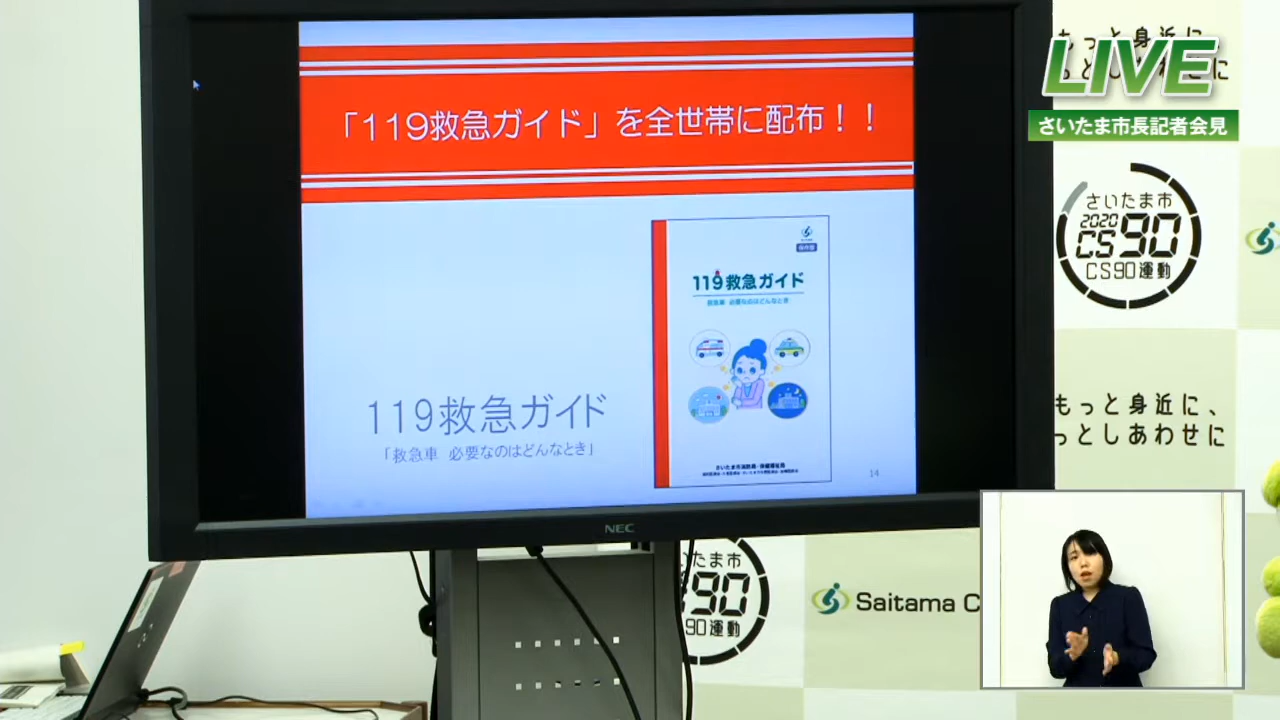 「119救急ガイド」を全世帯に配布！！
保存版
119救急ガイド
救急車 必要なのはどんなとき
119救急ガイド
「救急車 必要なのはどんなとき」
さいたま市消防局・保健福祉局
14
NEC
もっと身近に
LIVE
さいたま市長記者会見
さいたま市
2020
CS90
CS90運動
もっと身近に、
っとしあわせに
たま市
90
90運動
Saitama C